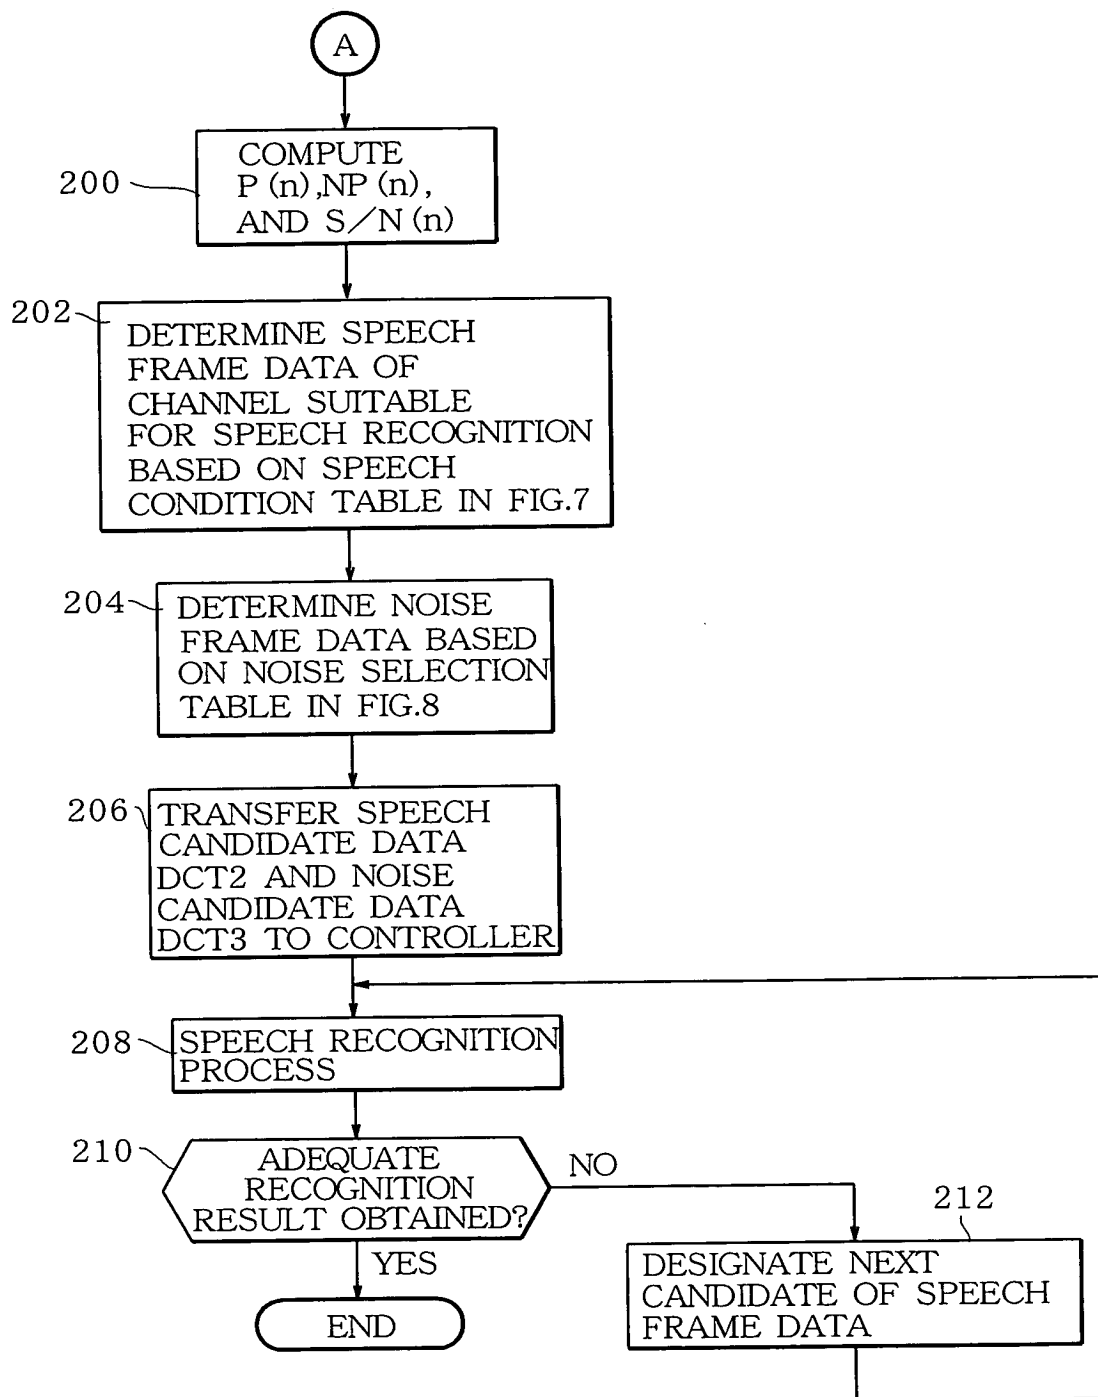 A
200
COMPUTE
P(n),NP(n),
AND S/N(n)
202
DETERMINE SPEECH
FRAME DATA OF
CHANNEL SUITABLE
FOR SPEECH RECOGNITION
BASED ON SPEECH
CONDITION TABLE IN FIG.7
204
DETERMINE NOISE
FRAME DATA BASED
ON NOISE SELECTION
TABLE IN FIG.8
206
TRANSFER SPEECH
CANDIDATE DATA
DCT2 AND NOISE
CANDIDATE DATA
DCT3 TO CONTROLLER
208
SPEECH RECOGNITION
PROCESS
210
ADEQUATE
RECOGNITION
RESULT OBTAINED?
NO
YES
END
212
DESIGNATE NEXT
CANDIDATE OF SPEECH
FRAME DATA